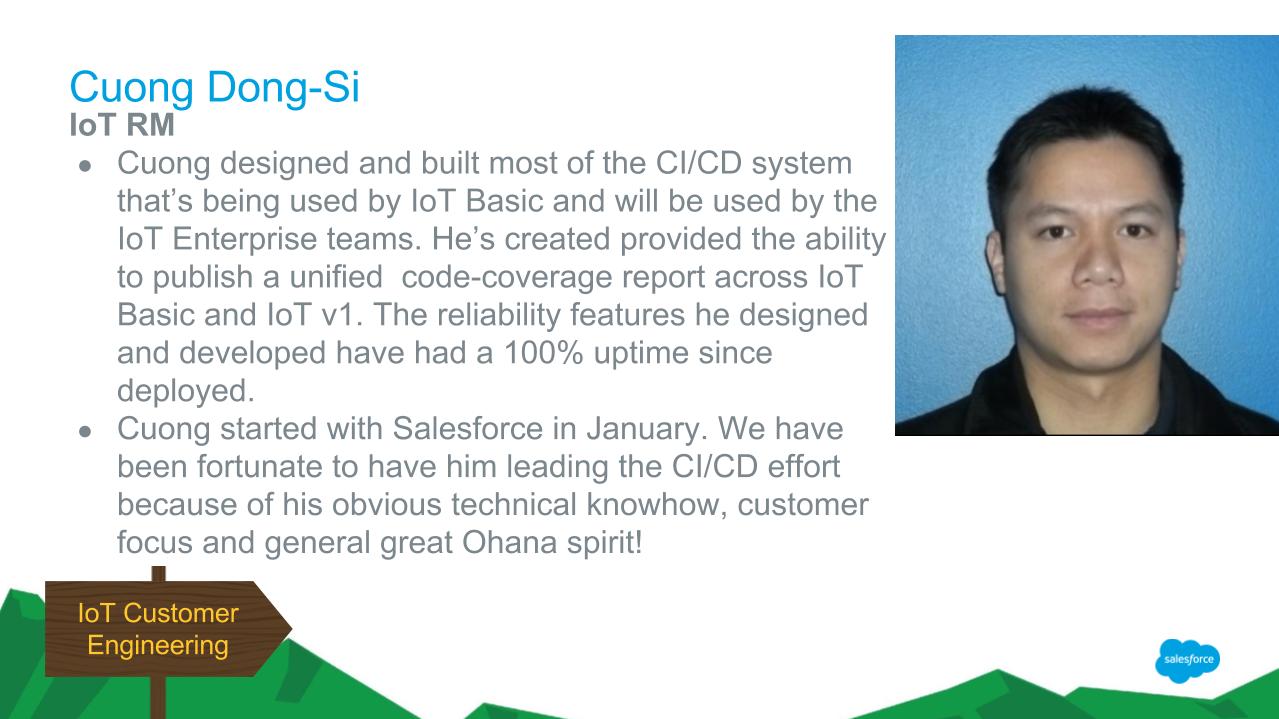 Cuong Dong-Si
IoT RM
● Cuong designed and built most of the CI/CD system
that’s being used by IoT Basic and will be used by the
IoT Enterprise teams. He’s created provided the ability
to publish a unified  code-coverage report across IoT
Basic and IoT v1. The reliability features he designed
and developed have had a 100% uptime since
deployed.
● Cuong started with Salesforce in January. We have
been fortunate to have him leading the CI/CD effort
because of his obvious technical knowhow, customer
focus and general great Ohana spirit!
IoT Customer
Engineering
salesforce